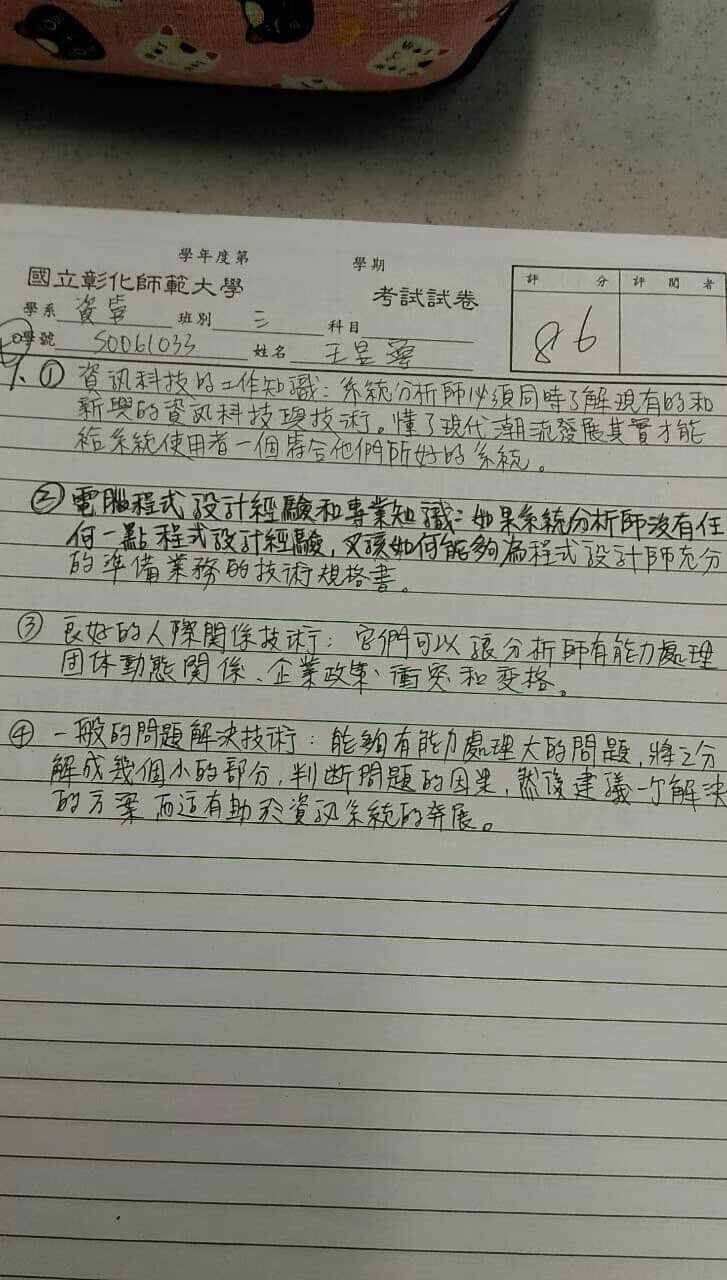 學年度第 學期
國立彰化師範大學 考試試卷
評分 評閱者
學系 資管 班別 三 科目
86
學號 S0061033 姓名 王昱
1. ① 資訊科技的工作知識：系統分析師必須同時了解現有的和
新興的資訊科技與技術。懂了現代潮流發展其實才能
給系統使用者一個符合他們所好的系統。
② 電腦程式設計經驗和專業知識：如果系統分析師沒有任
何一點程式設計經驗，又該如何能夠為程式設計師充分
的準備業務的技術規格書。
③ 良好的人際關係技術：它們可以讓分析師有能力處理
团体動態関係、企業政策、衝突和变格。
④ 一般的問題解決技術：能夠有能力處理大的問題，將之分
解成幾個小的部分，判断問題的因果，然後建議一个解決
的方案而這有助於資訊系統的発展。